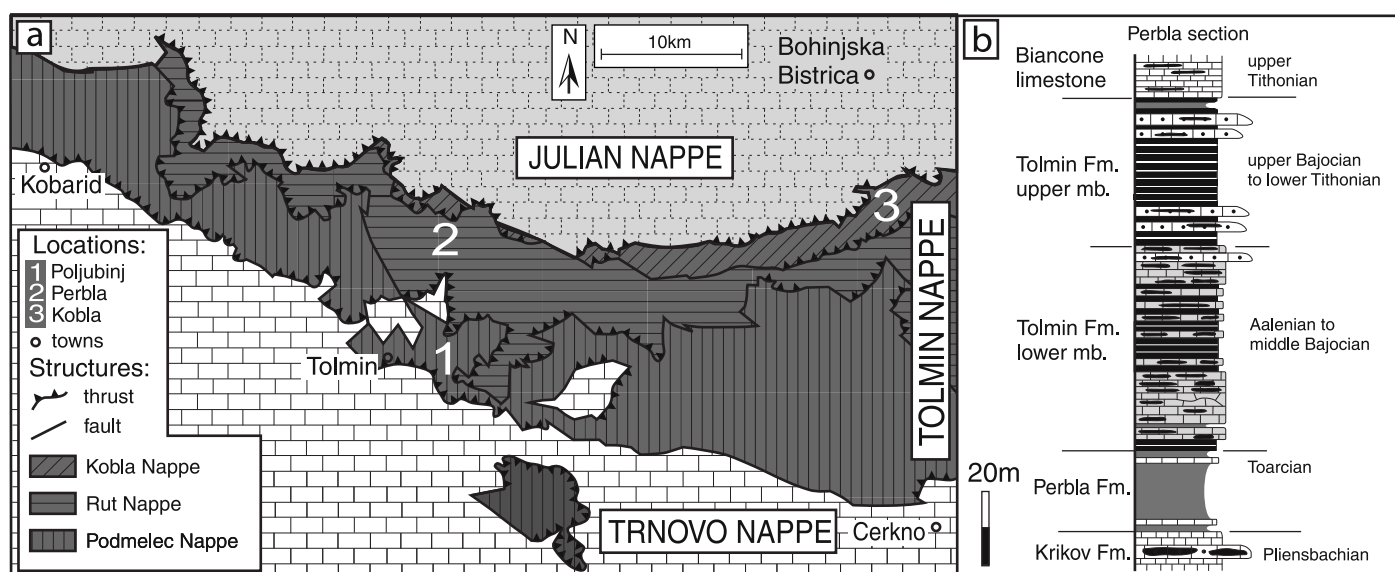 a
N
10km
Bohinjska
Bistrica
JULIAN NAPPE
Kobarid
3
2
TOLMIN NAPPE
Locations:
1 Poljubinj
2 Perbla
3 Kobla
towns
Structures:
thrust
fault
Kobla Nappe
Rut Nappe
Podmelec Nappe
Tolmin
1
TRNOVO NAPPE
Cerkno
b
Perbla section
Biancone
limestone
upper
Tithonian
Tolmin Fm.
upper mb.
upper Bajocian
to lower Tithonian
Tolmin Fm.
lower mb.
Aalenian to
middle Bajocian
20m
Perbla Fm.
Toarcian
Krikov Fm.
Pliensbachian